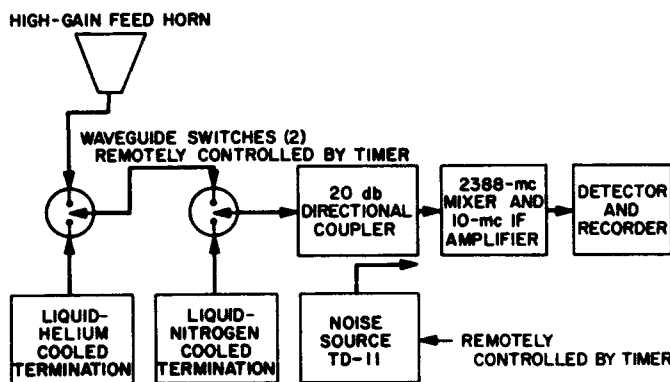 HIGH-GAIN FEED HORN
WAVEGUIDE SWITCHES (2)
REMOTELY CONTROLLED BY TIMER
20 db
DIRECTIONAL
COUPLER
2388-mc
MIXER AND
10-mc IF
AMPLIFIER
DETECTOR
AND
RECORDER
LIQUID-
HELIUM
COOLED
TERMINATION
LIQUID-
NITROGEN
COOLED
TERMINATION
NOISE
SOURCE
TD-11
REMOTELY
CONTROLLED BY TIMER